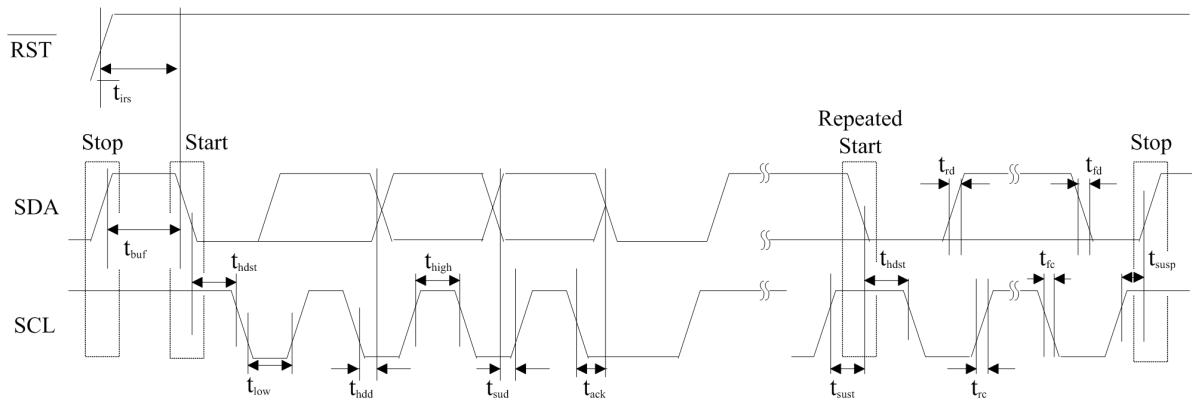 RST
t_irs
Stop
Start
Repeated
Start
Stop
t_rd
t_fd
SDA
t_buf
t_hdst
t_high
t_hdst
t_fc
t_susp
SCL
t_low
t_hdd
t_sud
t_ack
t_sust
t_rc